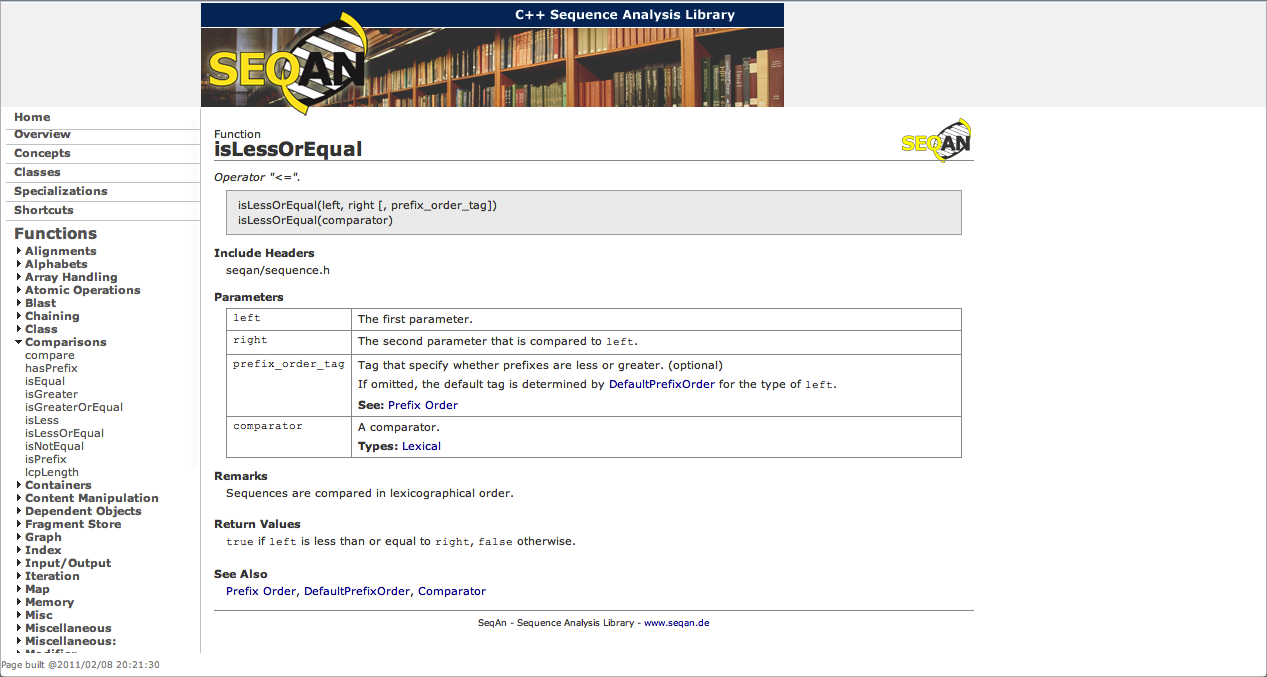 C++ Sequence Analysis Library
SEQAN
Home
Overview
Concepts
Classes
Specializations
Shortcuts
Functions
Alignments
Alphabets
Array Handling
Atomic Operations
Blast
Chaining
Class
Comparisons
compare
hasPrefix
isEqual
isGreater
isGreaterOrEqual
isLess
isLessOrEqual
isNotEqual
isPrefix
lcpLength
Containers
Content Manipulation
Dependent Objects
Fragment Store
Graph
Index
Input/Output
Iteration
Map
Memory
Misc
Miscellaneous
Miscellaneous:
Modifier
Page built @2011/02/08 20:21:30
Function
isLessOrEqual
SEQAN
Operator "<=".
isLessOrEqual(left, right [, prefix_order_tag])
isLessOrEqual(comparator)
Include Headers
seqan/sequence.h
Parameters
left The first parameter.
right The second parameter that is compared to left.
prefix_order_tag Tag that specify whether prefixes are less or greater. (optional)
If omitted, the default tag is determined by DefaultPrefixOrder for the type of left.
See: Prefix Order
comparator A comparator.
Types: Lexical
Remarks
Sequences are compared in lexicographical order.
Return Values
true if left is less than or equal to right, false otherwise.
See Also
Prefix Order, DefaultPrefixOrder, Comparator
SeqAn - Sequence Analysis Library - www.seqan.de